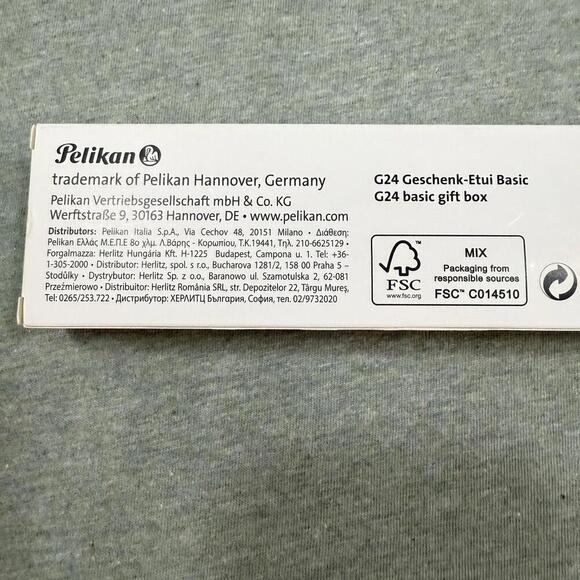 Pelikan
trademark of Pelikan Hannover, Germany
Pelikan Vertriebsgesellschaft mbH & Co. KG
Werftstraße 9, 30163 Hannover, DE • www.pelikan.com
Distributors: Pelikan Italia S.p.A., Via Cechov 48, 20151 Milano • Διάθεση:
Pelikan Ελλάς Μ.Ε.Π.Ε 8ο χλμ. Λ.Βάρης - Κορωπίου, Τ.Κ.19441, Τηλ. 210-6625129 •
Forgalmazza: Herlitz Hungária Kft. H-1225 Budapest, Campona u. 1. Tel: +36-
1-305-2000 • Distributor: Herlitz, spol. s r.o., Bucharova 1281/2, 158 00 Praha 5 –
Stodůlky • Dystrybutor: Herlitz Sp. z o.o. Baranowo ul. Szamotulska 2, 62-081
Przeźmierowo • Distribuitor: Herlitz România SRL, str. Depozitelor 22, Târgu Mureș,
Tel: 0265/253.722 • Дистрибутор: ХЕРЛИТЦ България, София, тел. 02/9732020
G24 Geschenk-Etui Basic
G24 basic gift box
FSC
www.fsc.org
MIX
Packaging from
responsible sources
FSC™ C014510